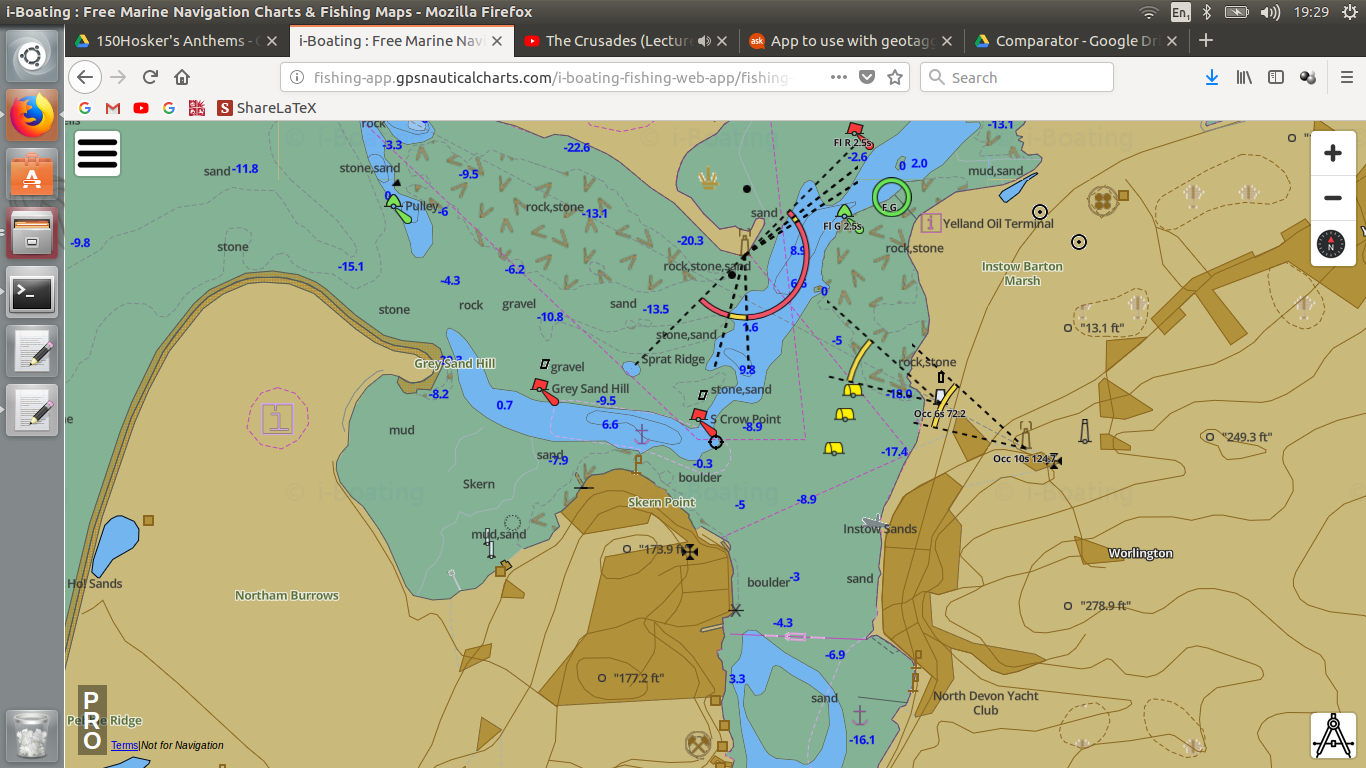 i-Boating : Free Marine Navigation Charts & Fishing Maps - Mozilla Firefox
En1
19:29
150Hosker's Anthems -
i-Boating : Free Marine Navi
The Crusades (Lecture
ask
App to use with geotagg
Comparator - Google Dri
fishing-app.gpsnauticalcharts.com/i-boating-fishing-web-app/fishing-
Search
ShareLaTeX
rock
-3.3
-22.6
Fl R 2.5s
-2.6
0
2.0
-13.1
sand
-11.8
stone,sand
-9.5
mud,sand
0
Pulley
-6
rock,stone
-13.1
sand
F G
Fl G 2.5s
Yelland Oil Terminal
-9.8
stone
-20.3
8.9
rock,stone
-15.1
-6.2
rock,stone,sand
Instow Barton
Marsh
-4.3
6.6
0
stone
rock
gravel
sand
-13.5
-10.8
1.6
"13.1 ft"
stone,sand
-5
Grey Sand Hill
gravel
Sprat Ridge
9.8
rock,stone
-8.2
0.7
Grey Sand Hill
-9.5
stone,sand
-18.0
Occ 6s 72.2
6.6
S Crow Point
-8.9
mud
"249.3 ft"
sand
-7.9
-0.3
-17.4
Occ 10s 124.7
Skern
boulder
© i-Boating
© i-Boating
Skern Point
-5
-8.9
mud,sand
Instow Sands
"173.9 ft"
Worlington
Ho! Sands
boulder
-3
sand
Northam Burrows
"278.9 ft"
-4.3
-6.9
"177.2 ft"
3.3
sand
North Devon Yacht
Club
PRO
-16.1
Terms|Not for Navigation